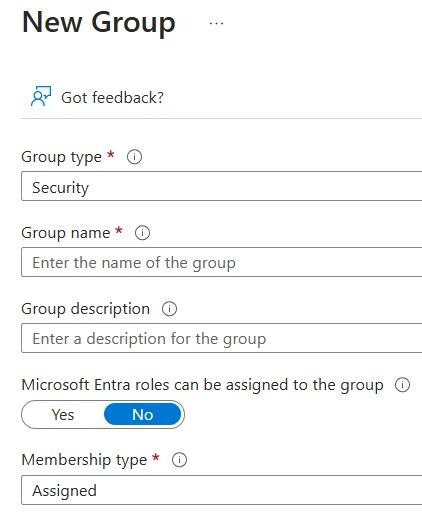 New Group ...
Got feedback?
Group type *
Security
Group name *
Enter the name of the group
Group description
Enter a description for the group
Microsoft Entra roles can be assigned to the group
Yes No
Membership type *
Assigned